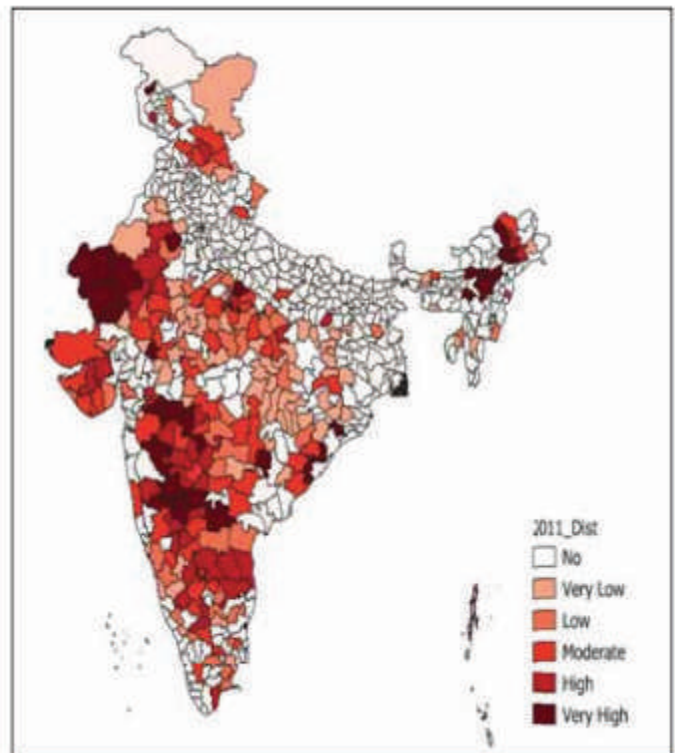 2011_Dist
No
Very Low
Low
Moderate
High
Very High